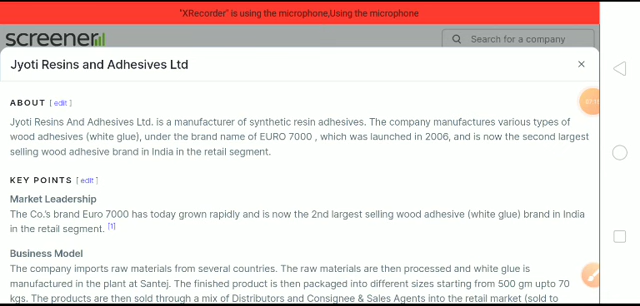 "XRecorder" is using the microphone,Using the microphone
screener
Search for a company
Jyoti Resins and Adhesives Ltd
×
ABOUT [ edit ]
Jyoti Resins And Adhesives Ltd. is a manufacturer of synthetic resin adhesives. The company manufactures various types of
wood adhesives (white glue), under the brand name of EURO 7000 , which was launched in 2006, and is now the second largest
selling wood adhesive brand in India in the retail segment.
KEY POINTS [ edit ]
Market Leadership
The Co.'s brand Euro 7000 has today grown rapidly and is now the 2nd largest selling wood adhesive (white glue) brand in India
in the retail segment. [1]
Business Model
The company imports raw materials from several countries. The raw materials are then processed and white glue is
manufactured in the plant at Santej. The finished product is then packaged into different sizes starting from 500 gm upto 70
kgs. The products are then sold through a mix of Distributors and Consignee & Sales Agents into the retail market (sold to